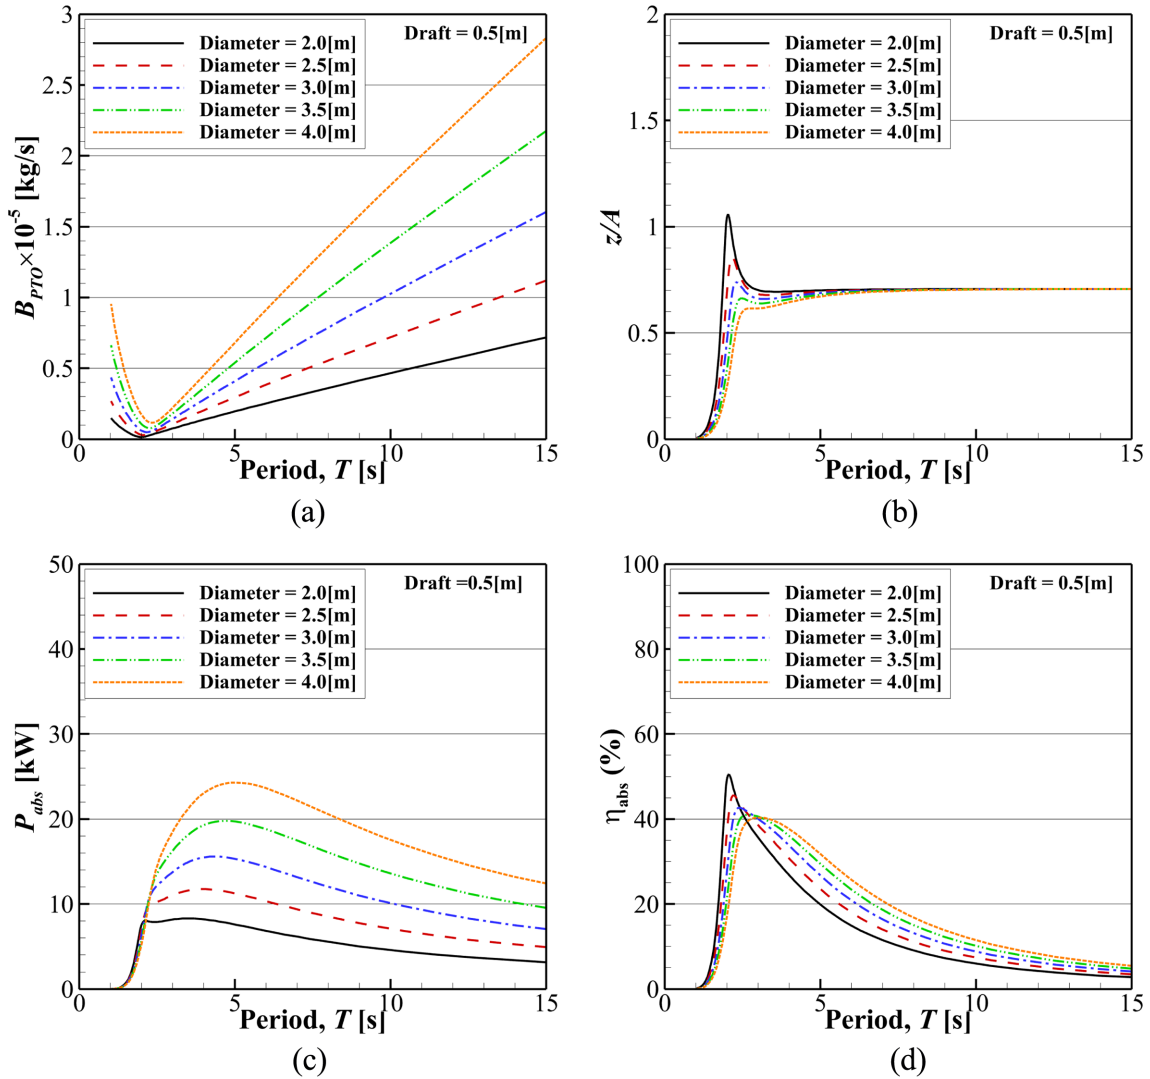 3
2.5
2
1.5
1
0.5
0
0
5
10
15
Draft = 0.5[m]
Diameter = 2.0[m]
Diameter = 2.5[m]
Diameter = 3.0[m]
Diameter = 3.5[m]
Diameter = 4.0[m]
B_PTO×10⁻⁵ [kg/s]
Period, T [s]
(a)
2
1.5
1
0.5
0
0
5
10
15
Draft = 0.5[m]
Diameter = 2.0[m]
Diameter = 2.5[m]
Diameter = 3.0[m]
Diameter = 3.5[m]
Diameter = 4.0[m]
z/A
Period, T [s]
(b)
50
40
30
20
10
0
0
5
10
15
Draft =0.5[m]
Diameter = 2.0[m]
Diameter = 2.5[m]
Diameter = 3.0[m]
Diameter = 3.5[m]
Diameter = 4.0[m]
P_abs [kW]
Period, T [s]
(c)
100
80
60
40
20
0
0
5
10
15
Draft = 0.5[m]
Diameter = 2.0[m]
Diameter = 2.5[m]
Diameter = 3.0[m]
Diameter = 3.5[m]
Diameter = 4.0[m]
η_abs (%)
Period, T [s]
(d)